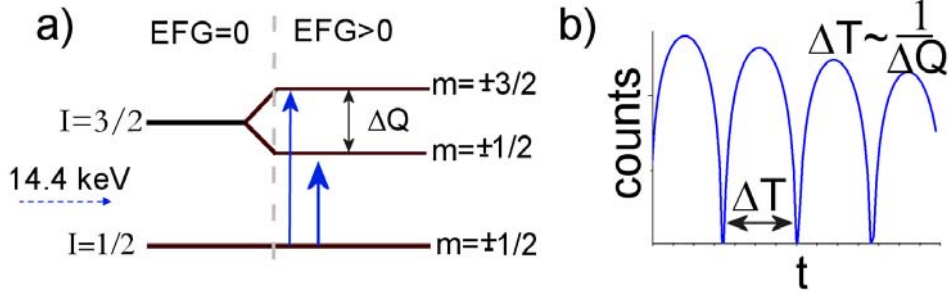 a)
EFG=0
EFG>0
I=3/2
m=±3/2
ΔQ
m=±1/2
14.4 keV
I=1/2
m=±1/2
b)
ΔT~ 1/ΔQ
counts
ΔT
t